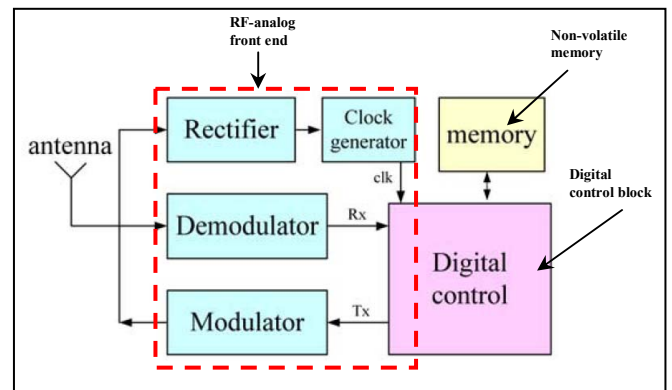 RF-analog
front end
Non-volatile
memory
Rectifier
Clock
generator
memory
antenna
clk
Digital
control block
Demodulator
Rx
Digital
control
Modulator
Tx